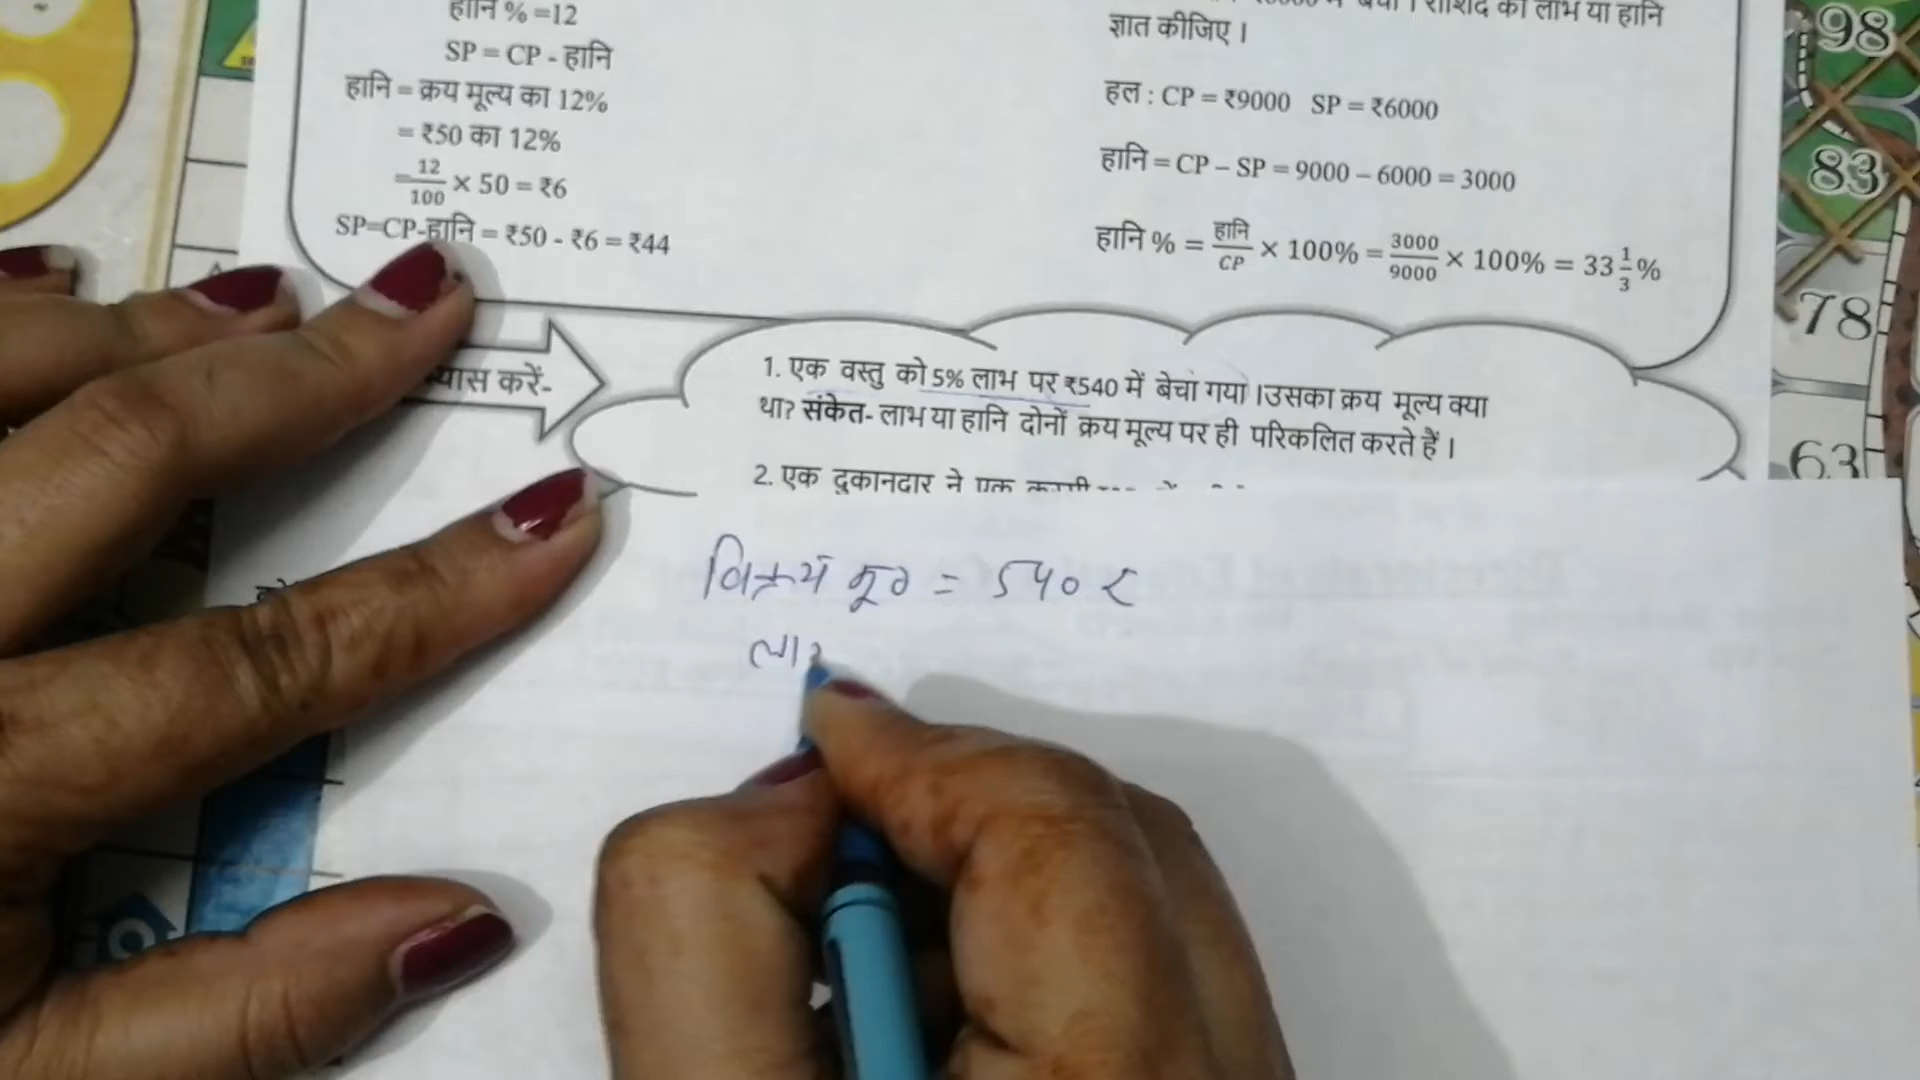 हानि % =12
SP = CP - हानि
हानि = क्रय मूल्य का 12%
= ₹50 का 12%
= 12/100 × 50 = ₹6
SP=CP-हानि = ₹50 - ₹6 = ₹44
बेचा । राशिद का लाभ या हानि
ज्ञात कीजिए ।
हल : CP = ₹9000 SP = ₹6000
हानि = CP – SP = 9000 – 6000 = 3000
हानि % = हानि/CP × 100% = 3000/9000 × 100% = 33 1/3 %
करें-
1. एक वस्तु को 5% लाभ पर ₹540 में बेचा गया ।उसका क्रय मूल्य क्या
था? संकेत- लाभ या हानि दोनों क्रय मूल्य पर ही परिकलित करते हैं ।
2. एक दुकानदार ने एक
विक्रय मू० = 540 ₹
98
83
78
63